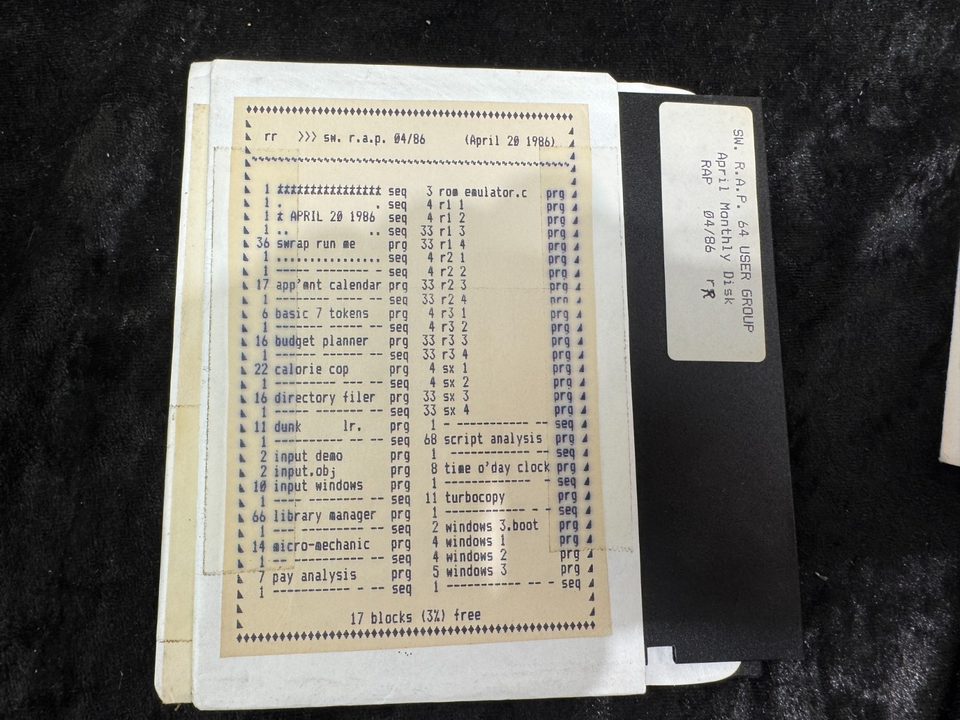 rr >>> sw. r.a.p. 04/86 (April 20 1986)
1 **************** seq
1 . . seq
1 * APRIL 20 1986 seq
1 .. .. seq
36 swrap run me prg
1 ................ seq
1 ----- ---------- seq
17 app'mnt calendar prg
1 ---- ------ ---- seq
6 basic 7 tokens prg
1 ------- ----- -- seq
16 budget planner prg
1 ------ ------ -- seq
22 calorie cop prg
1 --------- --- -- seq
16 directory filer prg
1 ------- ----- -- seq
11 dunk lr. prg
1 --------- -- --- seq
2 input demo prg
2 input.obj prg
10 input windows prg
1 ---- -------- -- seq
66 library manager prg
1 --- -------- -- seq
14 micro-mechanic prg
1 -- ---------- -- seq
7 pay analysis prg
1 ---- ------- --- seq
3 rom emulator.c prg
4 r1 1 prg
4 r1 2 prg
33 r1 3 prg
33 r1 4 prg
4 r2 1 prg
4 r2 2 prg
33 r2 3 prg
33 r2 4 prg
4 r3 1 prg
4 r3 2 prg
33 r3 3 prg
33 r3 4 prg
4 sx 1 prg
4 sx 2 prg
33 sx 3 prg
33 sx 4 prg
1 - ------------ -- seq
68 script analysis prg
1 ------------ -- seq
8 time o'day clock prg
1 ------------ - -- seq
11 turbocopy prg
1 ------------ -- seq
2 windows 3.boot prg
4 windows 1 prg
4 windows 2 prg
5 windows 3 prg
1 ------------ -- - seq
17 blocks (3%) free
SW. R.A.P. 64 USER GROUP
April Monthly Disk
RAP 04/86 rR